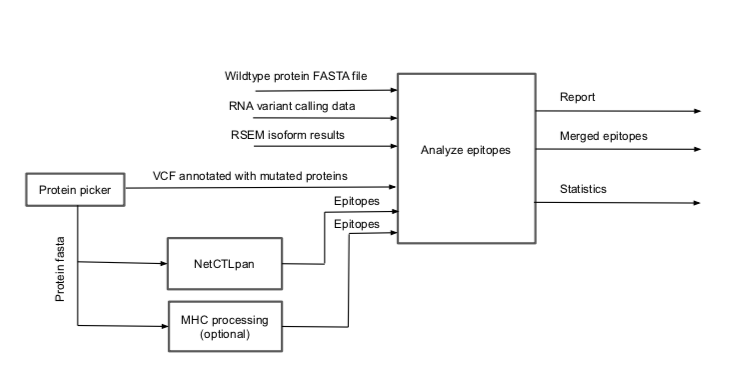 Wildtype protein FASTA file
RNA variant calling data
RSEM isoform results
VCF annotated with mutated proteins
Protein picker
Epitopes
Epitopes
Protein fasta
NetCTLpan
MHC processing
(optional)
Analyze epitopes
Report
Merged epitopes
Statistics